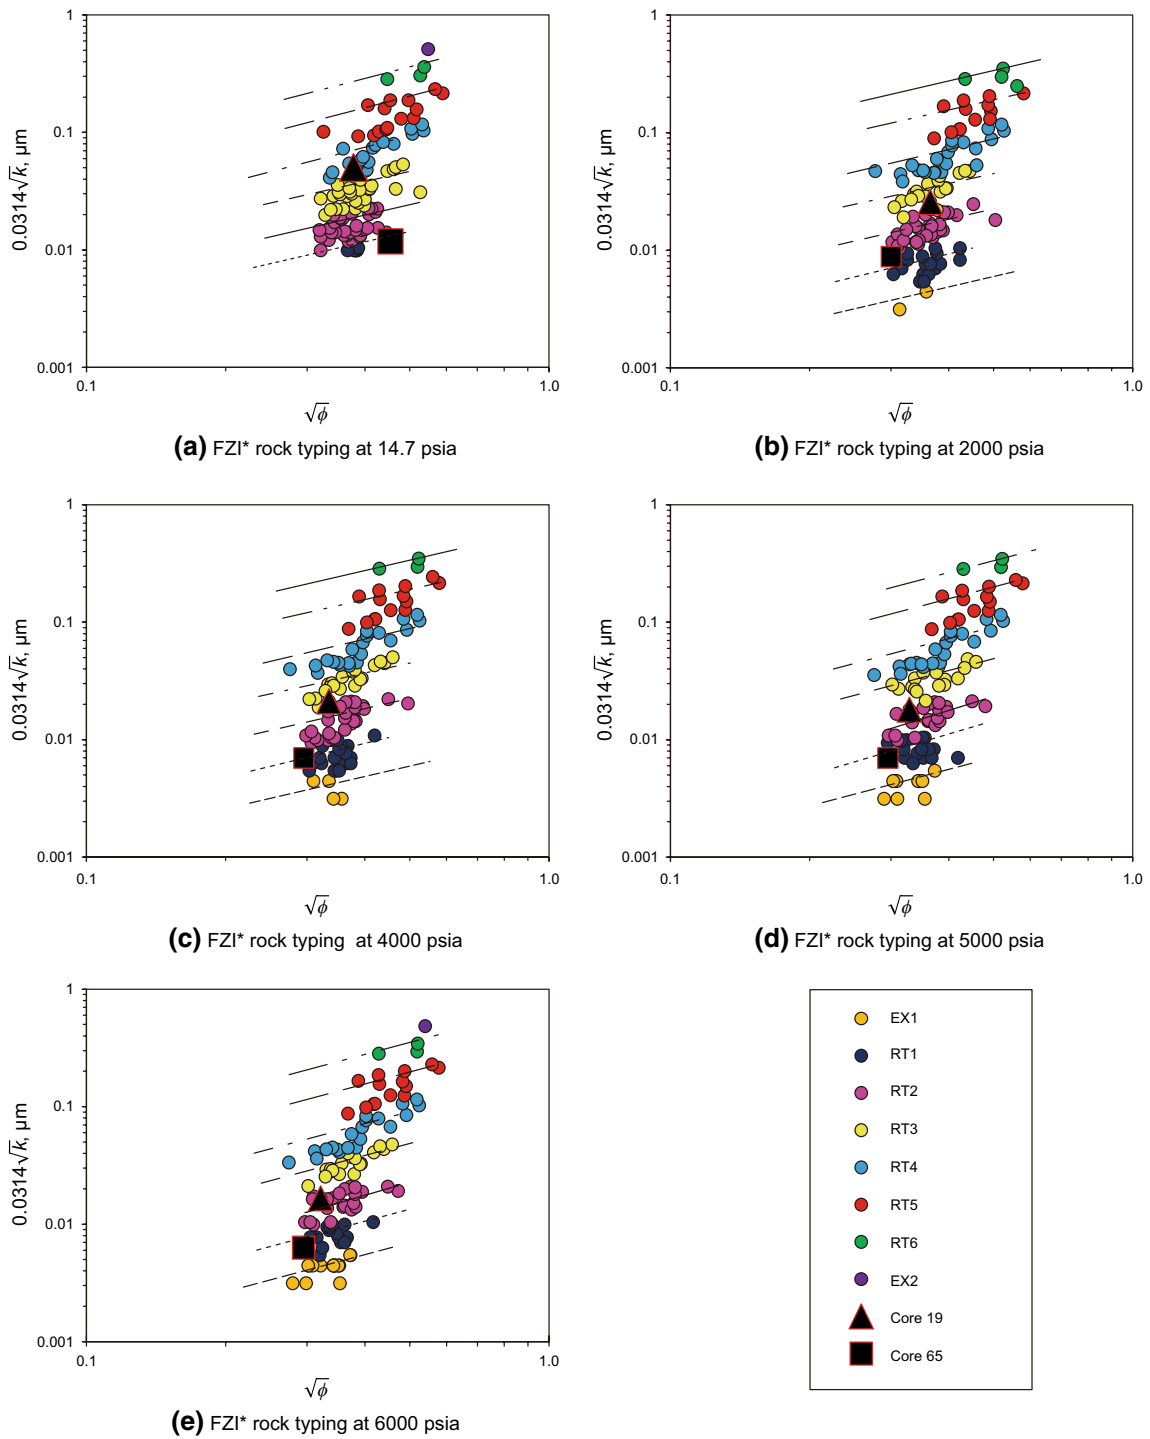 1
0.1
0.01
0.001
0.1
1.0
0.0314√k, μm
√ϕ
(a) FZI* rock typing at 14.7 psia
1
0.1
0.01
0.001
0.1
1.0
0.0314√k, μm
√ϕ
(b) FZI* rock typing at 2000 psia
1
0.1
0.01
0.001
0.1
1.0
0.0314√k, μm
√ϕ
(c) FZI* rock typing at 4000 psia
1
0.1
0.01
0.001
0.1
1.0
0.0314√k, μm
√ϕ
(d) FZI* rock typing at 5000 psia
1
0.1
0.01
0.001
0.1
1.0
0.0314√k, μm
√ϕ
(e) FZI* rock typing at 6000 psia
EX1
RT1
RT2
RT3
RT4
RT5
RT6
EX2
Core 19
Core 65